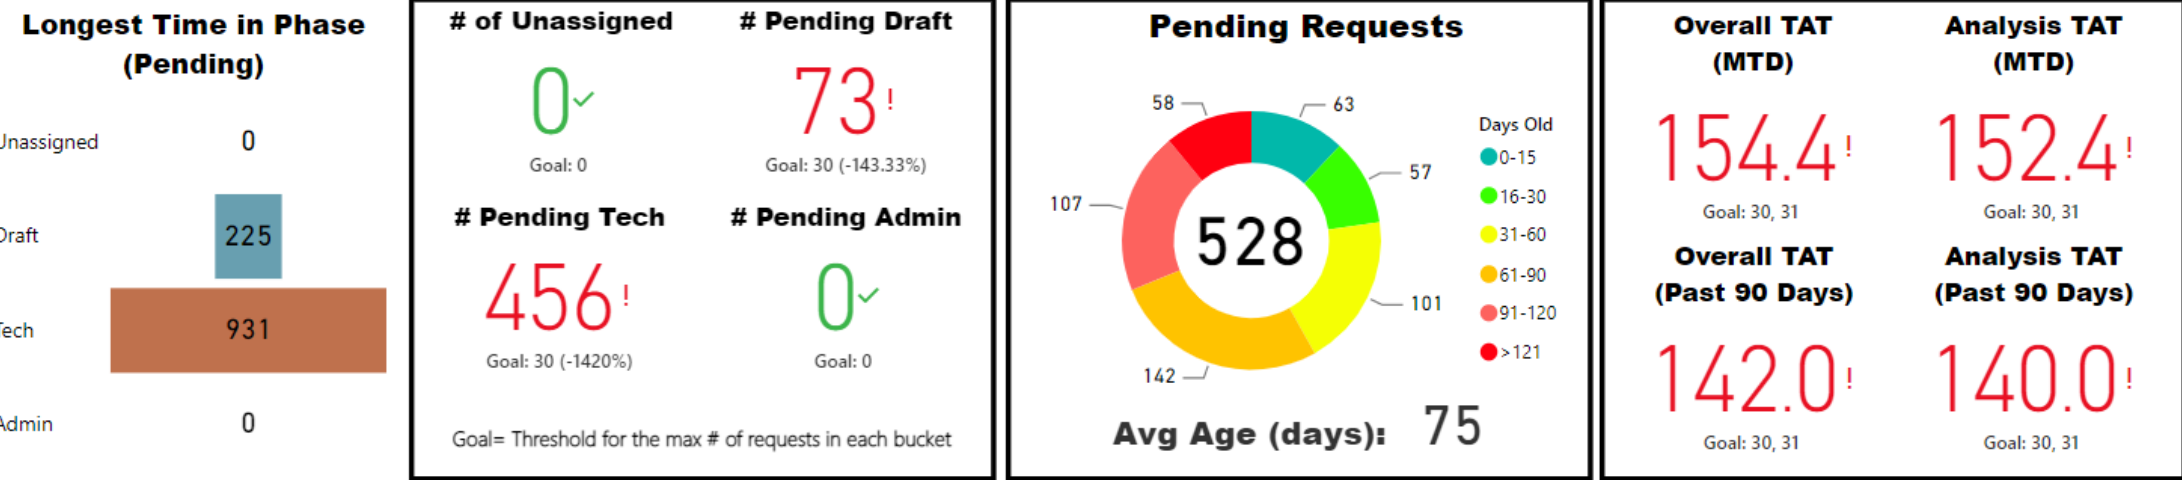 Longest Time in Phase
(Pending)
Unassigned
0
Draft
225
Tech
931
Admin
0
# of Unassigned
0
Goal: 0
# Pending Draft
73!
Goal: 30 (-143.33%)
# Pending Tech
456!
Goal: 30 (-1420%)
# Pending Admin
0
Goal: 0
Goal= Threshold for the max # of requests in each bucket
Pending Requests
58
63
57
107
101
142
528
Days Old
0-15
16-30
31-60
61-90
91-120
>121
Avg Age (days): 75
Overall TAT
(MTD)
154.4!
Goal: 30, 31
Analysis TAT
(MTD)
152.4!
Goal: 30, 31
Overall TAT
(Past 90 Days)
142.0!
Goal: 30, 31
Analysis TAT
(Past 90 Days)
140.0!
Goal: 30, 31